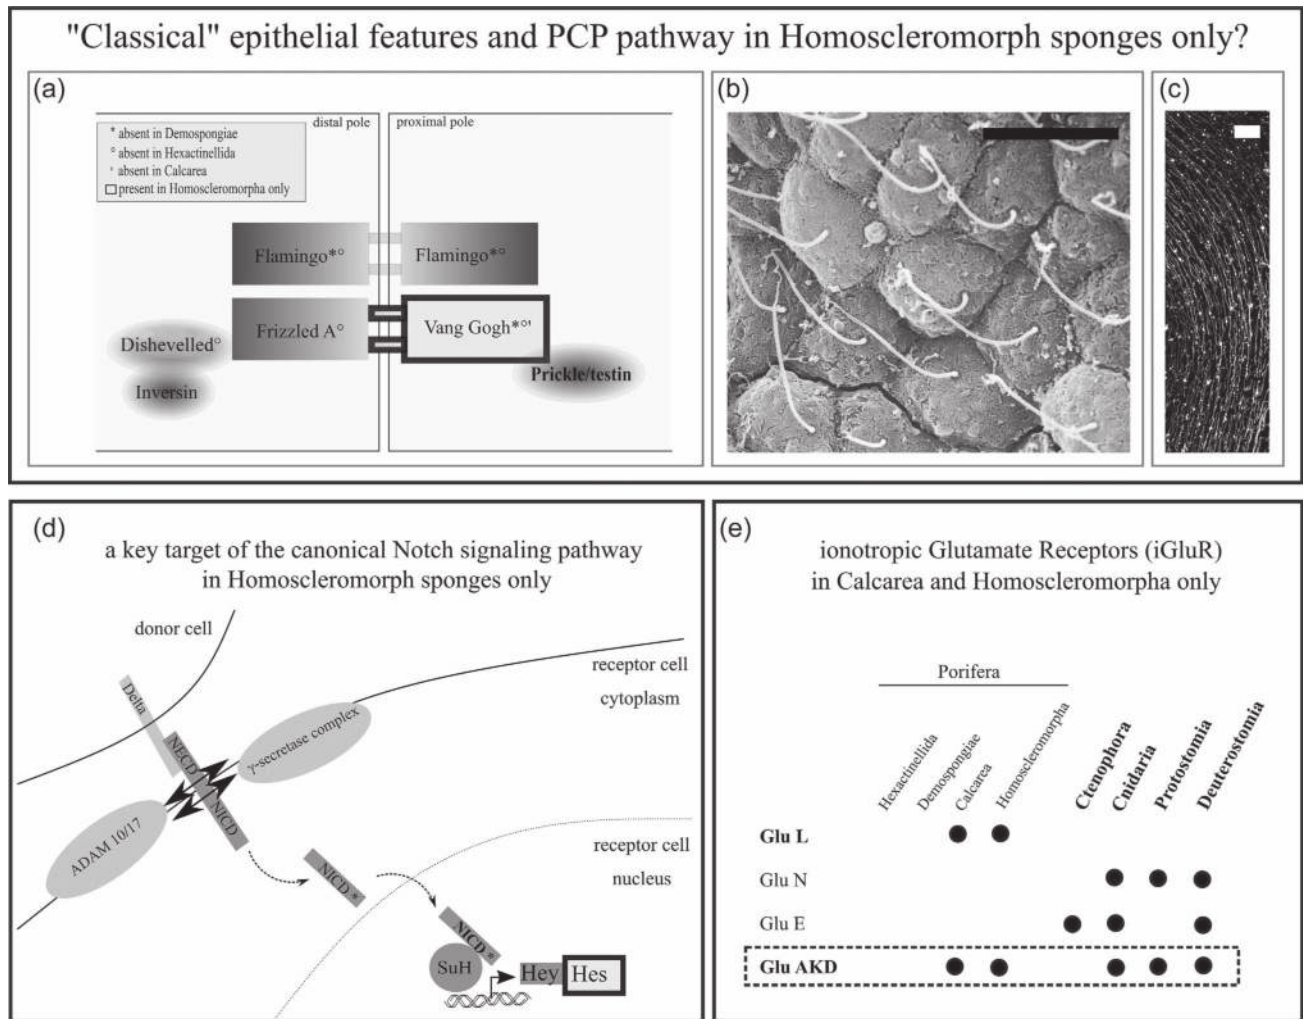 "Classical" epithelial features and PCP pathway in Homoscleromorph sponges only?
(a)
* absent in Demospongiae
° absent in Hexactinellida
' absent in Calcarea
present in Homoscleromorpha only
distal pole
proximal pole
Flamingo*°
Flamingo*°
Frizzled A°
Vang Gogh*°'
Dishevelled°
Inversin
Prickle/testin
(b)
(c)
(d)
a key target of the canonical Notch signaling pathway
in Homoscleromorph sponges only
donor cell
receptor cell
cytoplasm
Delta
NECD
NICD
γ-secretase complex
ADAM 10/17
receptor cell
nucleus
NICD *
NICD *
SuH
Hey
Hes
(e)
ionotropic Glutamate Receptors (iGluR)
in Calcarea and Homoscleromorpha only
Porifera
Hexactinellida
Demospongiae
Calcarea
Homoscleromorpha
Ctenophora
Cnidaria
Protostomia
Deuterostomia
Glu L
Glu N
Glu E
Glu AKD